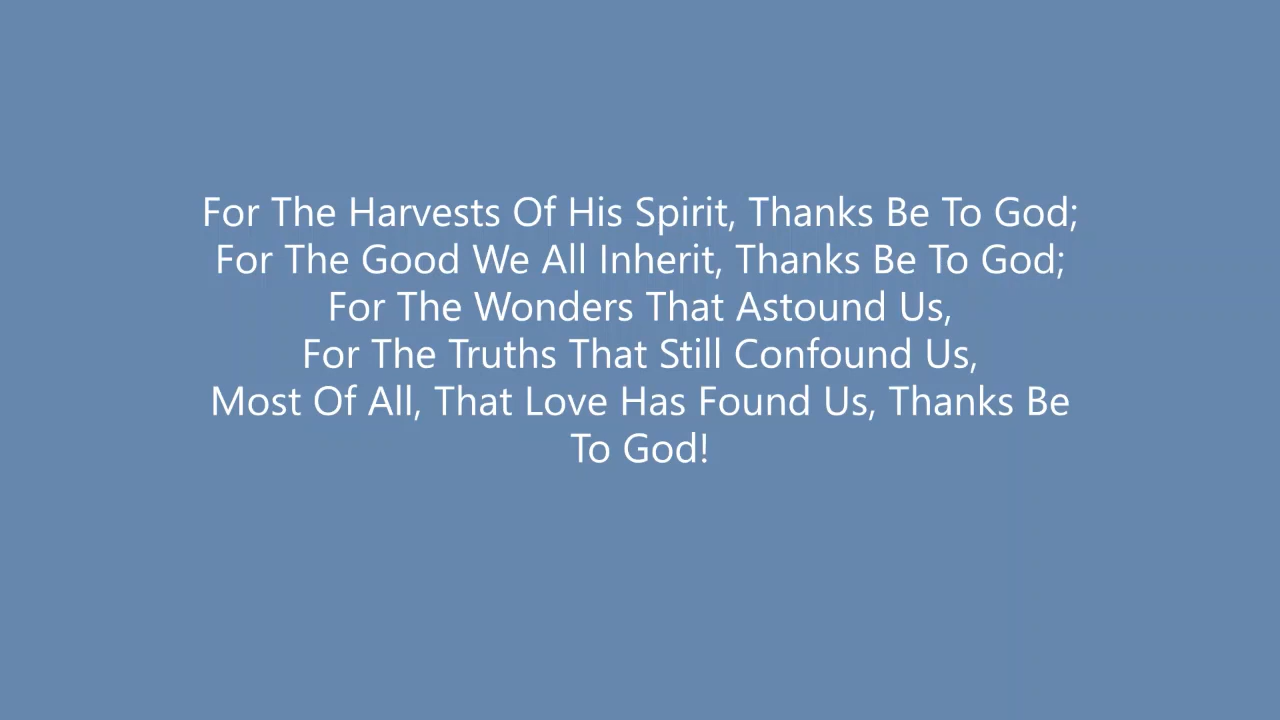 For The Harvests Of His Spirit, Thanks Be To God;
For The Good We All Inherit, Thanks Be To God;
For The Wonders That Astound Us,
For The Truths That Still Confound Us,
Most Of All, That Love Has Found Us, Thanks Be
To God!